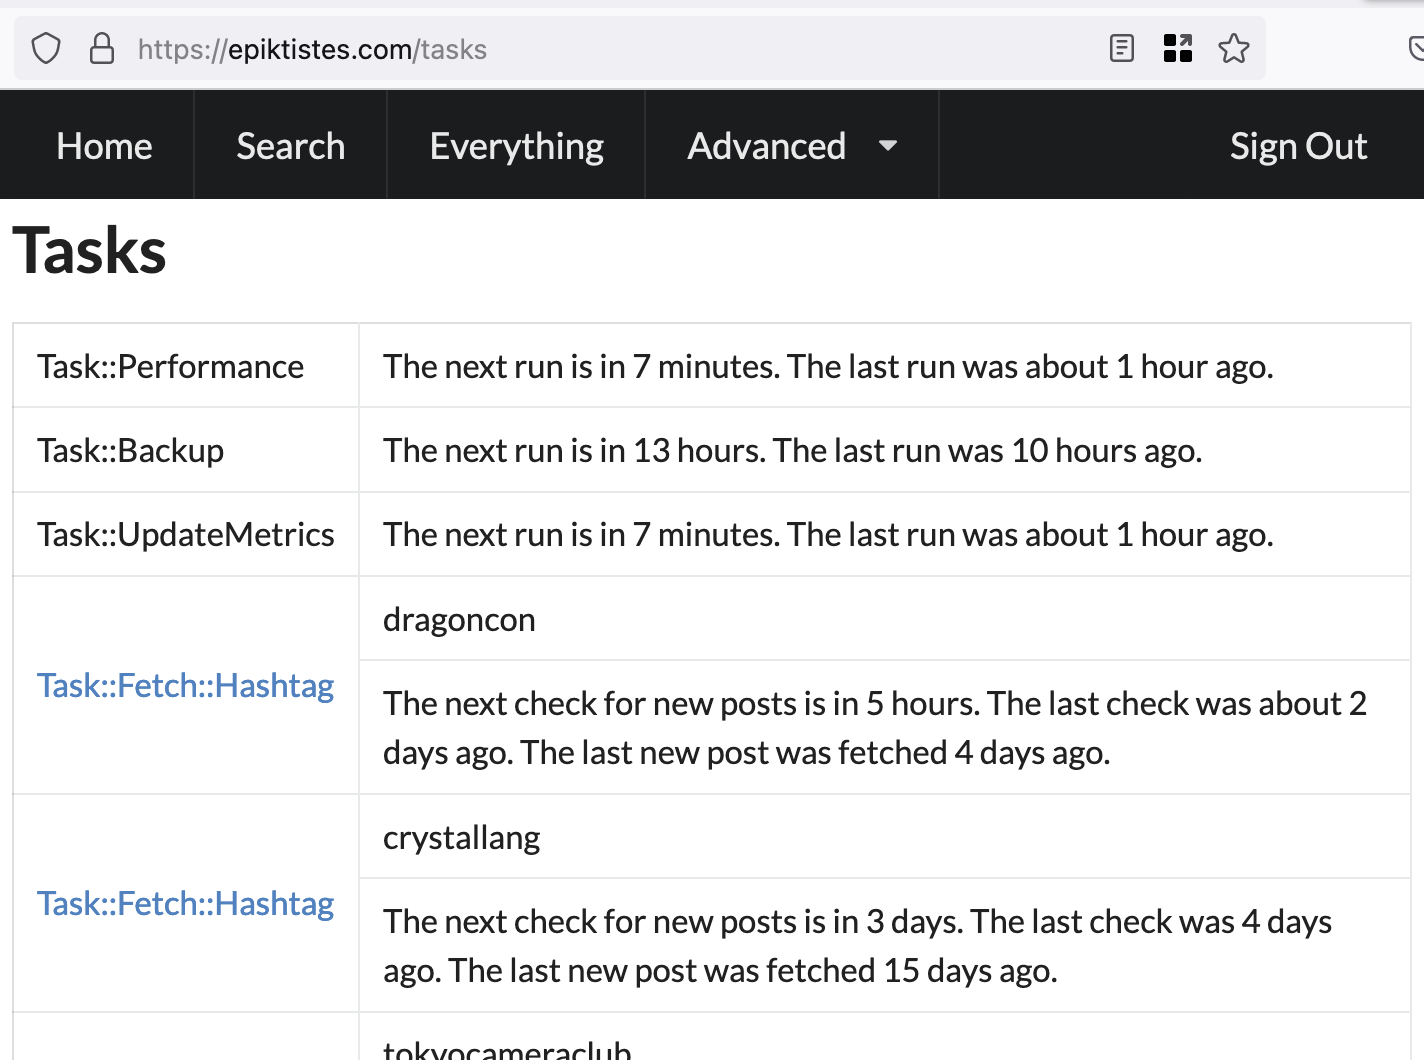 https://epiktistes.com/tasks
Home Search Everything Advanced Sign Out
Tasks
Task::Performance The next run is in 7 minutes. The last run was about 1 hour ago.
Task::Backup The next run is in 13 hours. The last run was 10 hours ago.
Task::UpdateMetrics The next run is in 7 minutes. The last run was about 1 hour ago.
dragoncon
Task::Fetch::Hashtag
The next check for new posts is in 5 hours. The last check was about 2
days ago. The last new post was fetched 4 days ago.
crystallang
Task::Fetch::Hashtag
The next check for new posts is in 3 days. The last check was 4 days
ago. The last new post was fetched 15 days ago.
tokyocameraclub